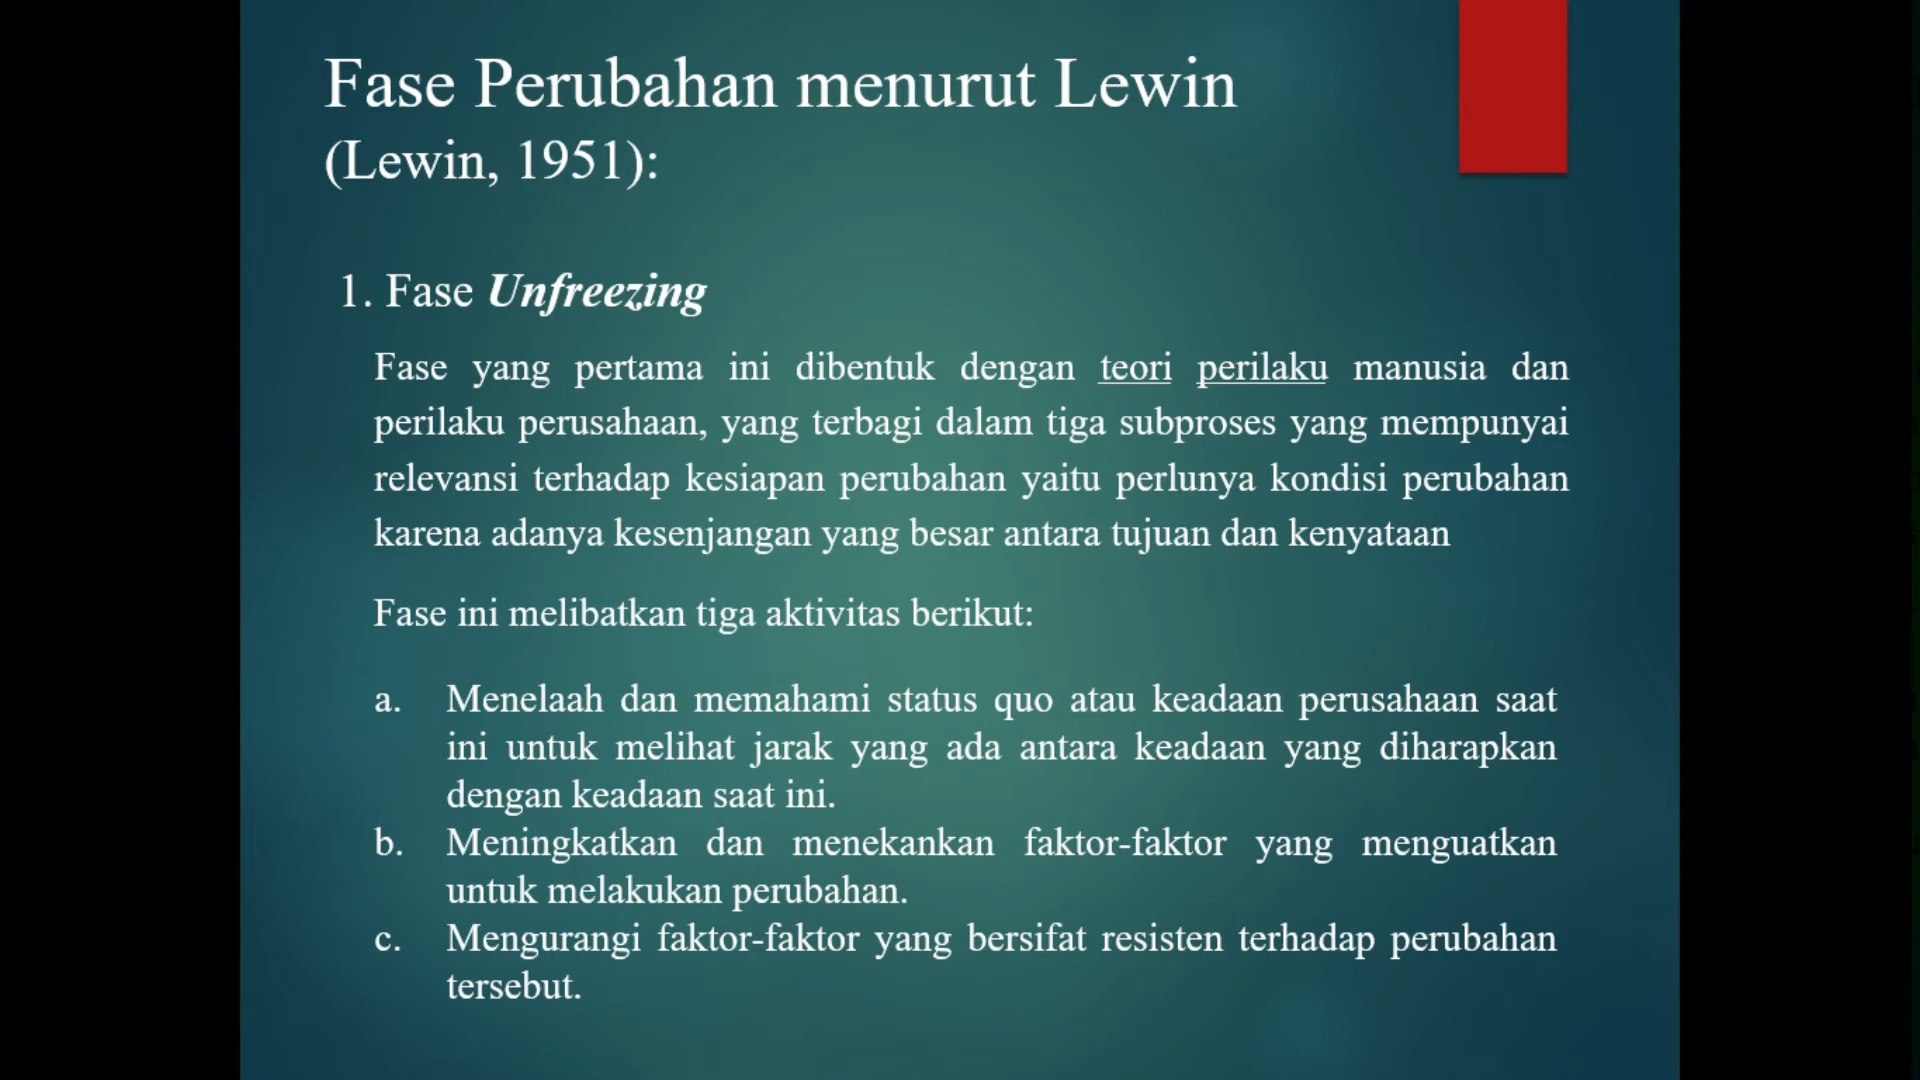 Fase Perubahan menurut Lewin
(Lewin, 1951):
1. Fase Unfreezing
Fase yang pertama ini dibentuk dengan teori perilaku manusia dan
perilaku perusahaan, yang terbagi dalam tiga subproses yang mempunyai
relevansi terhadap kesiapan perubahan yaitu perlunya kondisi perubahan
karena adanya kesenjangan yang besar antara tujuan dan kenyataan
Fase ini melibatkan tiga aktivitas berikut:
a. Menelaah dan memahami status quo atau keadaan perusahaan saat
ini untuk melihat jarak yang ada antara keadaan yang diharapkan
dengan keadaan saat ini.
b. Meningkatkan dan menekankan faktor-faktor yang menguatkan
untuk melakukan perubahan.
c. Mengurangi faktor-faktor yang bersifat resisten terhadap perubahan
tersebut.